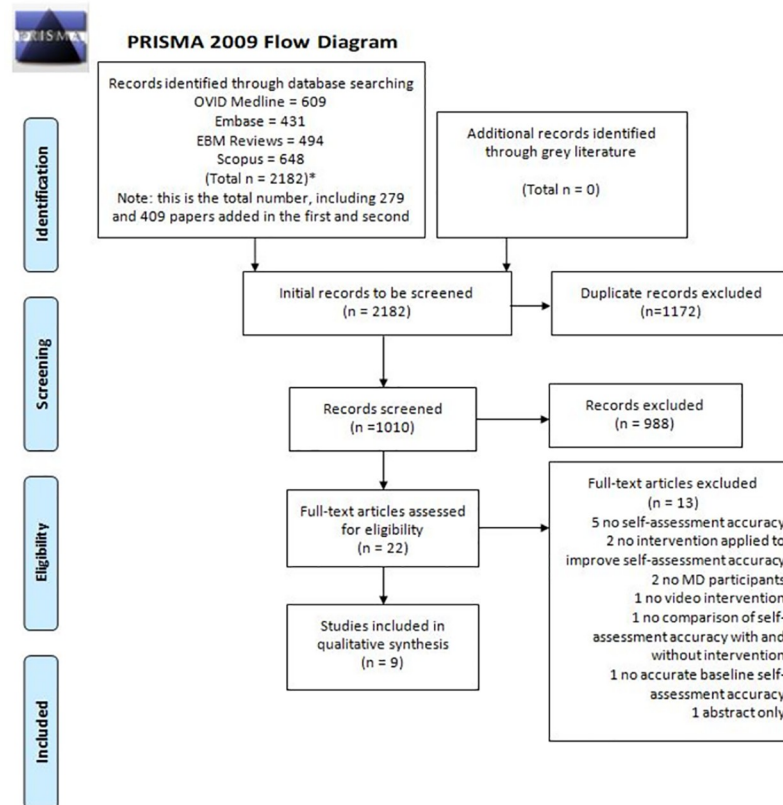 PRISMA
PRISMA 2009 Flow Diagram
Identification
Records identified through database searching
OVID Medline = 609
Embase = 431
EBM Reviews = 494
Scopus = 648
(Total n = 2182)*
Note: this is the total number, including 279
and 409 papers added in the first and second
Additional records identified
through grey literature
(Total n = 0)
Screening
Initial records to be screened
(n = 2182)
Duplicate records excluded
(n=1172)
Records screened
(n =1010)
Records excluded
(n = 988)
Eligibility
Full-text articles assessed
for eligibility
(n = 22)
Full-text articles excluded
(n = 13)
5 no self-assessment accuracy
2 no intervention applied to
improve self-assessment accuracy
2 no MD participants
1 no video intervention
1 no comparison of self-
assessment accuracy with and
without intervention
1 no accurate baseline self-
assessment accuracy
1 abstract only
Included
Studies included in
qualitative synthesis
(n = 9)